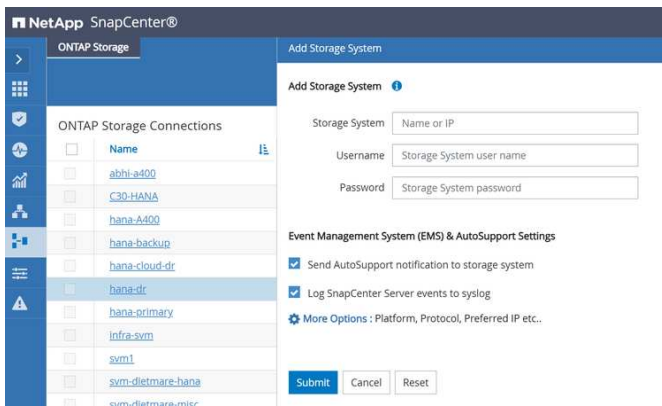 NetApp SnapCenter®
ONTAP Storage
ONTAP Storage Connections
Name
abhi-a400
C30-HANA
hana-A400
hana-backup
hana-cloud-dr
hana-dr
hana-primary
infra-svm
svm1
svm-dietmare-hana
svm-dietmare-misc
Add Storage System
Add Storage System
Storage System Name or IP
Username Storage System user name
Password Storage System password
Event Management System (EMS) & AutoSupport Settings
Send AutoSupport notification to storage system
Log SnapCenter Server events to syslog
More Options : Platform, Protocol, Preferred IP etc..
Submit Cancel Reset